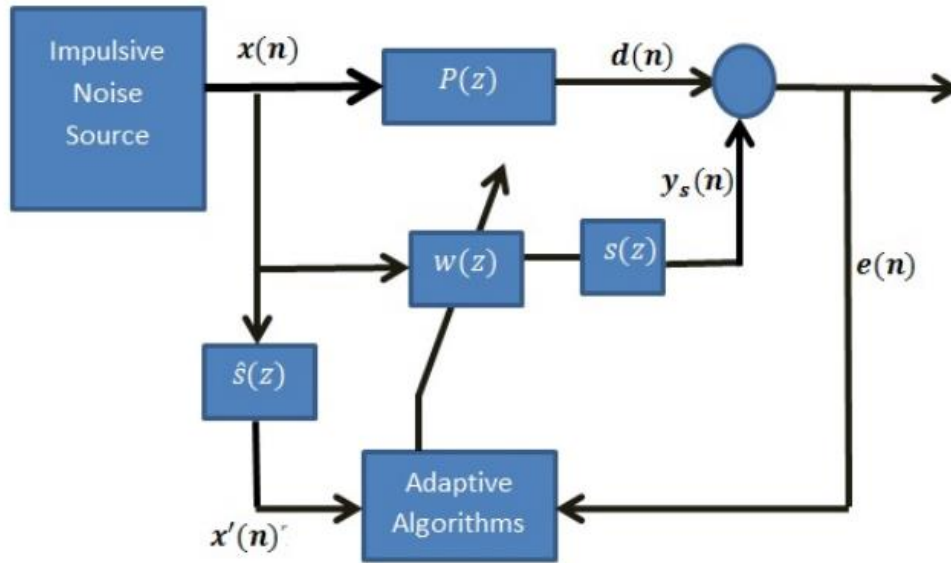 Impulsive
Noise
Source
x(n)
P(z)
d(n)
y_s(n)
w(z)
s(z)
e(n)
ŝ(z)
Adaptive
Algorithms
x′(n)